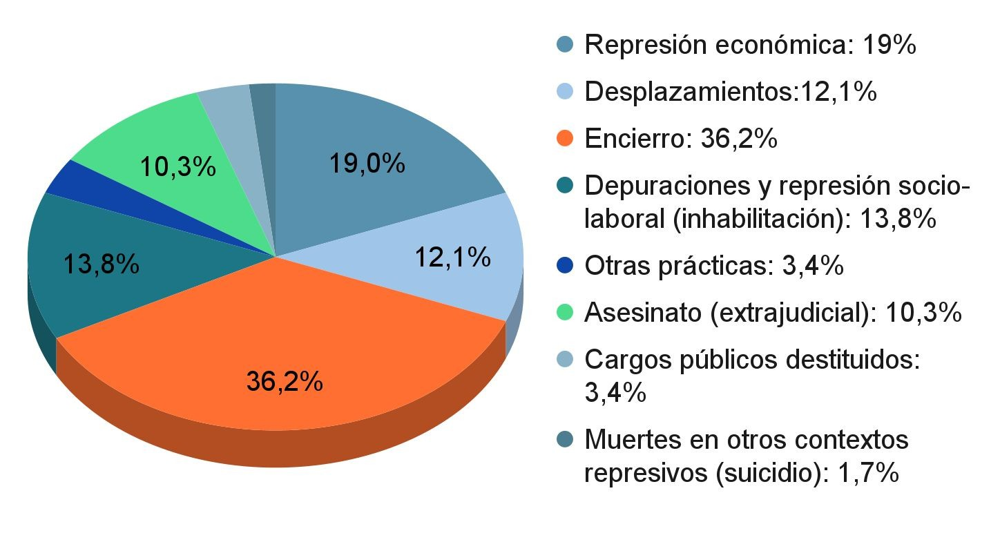 19,0%
12,1%
36,2%
13,8%
10,3%
Represión económica: 19%
Desplazamientos:12,1%
Encierro: 36,2%
Depuraciones y represión socio-
laboral (inhabilitación): 13,8%
Otras prácticas: 3,4%
Asesinato (extrajudicial): 10,3%
Cargos públicos destituidos:
3,4%
Muertes en otros contextos
represivos (suicidio): 1,7%